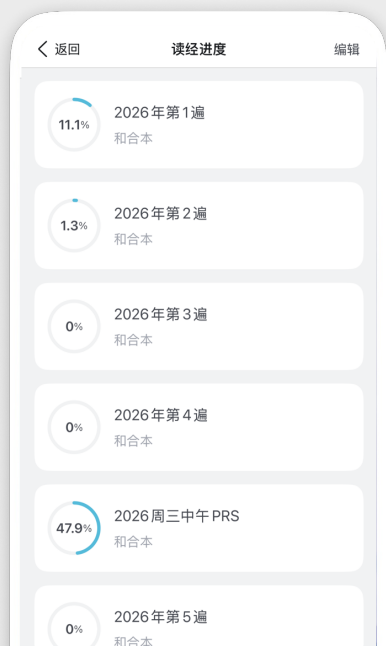 返回
读经进度
编辑
11.1%
2026年第1遍
和合本
1.3%
2026年第2遍
和合本
0%
2026年第3遍
和合本
0%
2026年第4遍
和合本
47.9%
2026周三中午PRS
和合本
0%
2026年第5遍
和合本